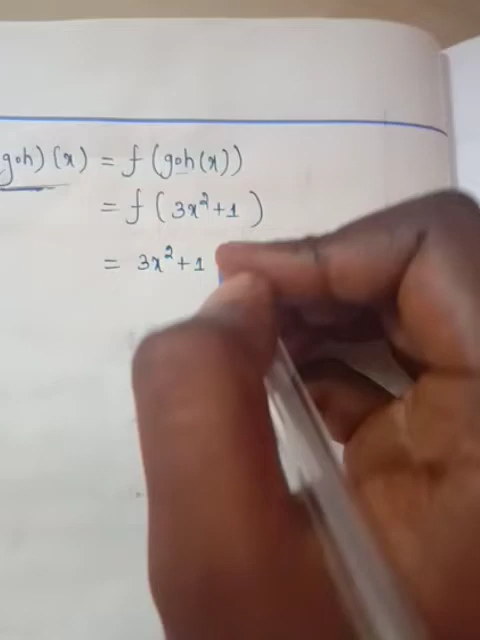 goh)(x) = f(goh(x))
= f(3x²+1)
= 3x²+1